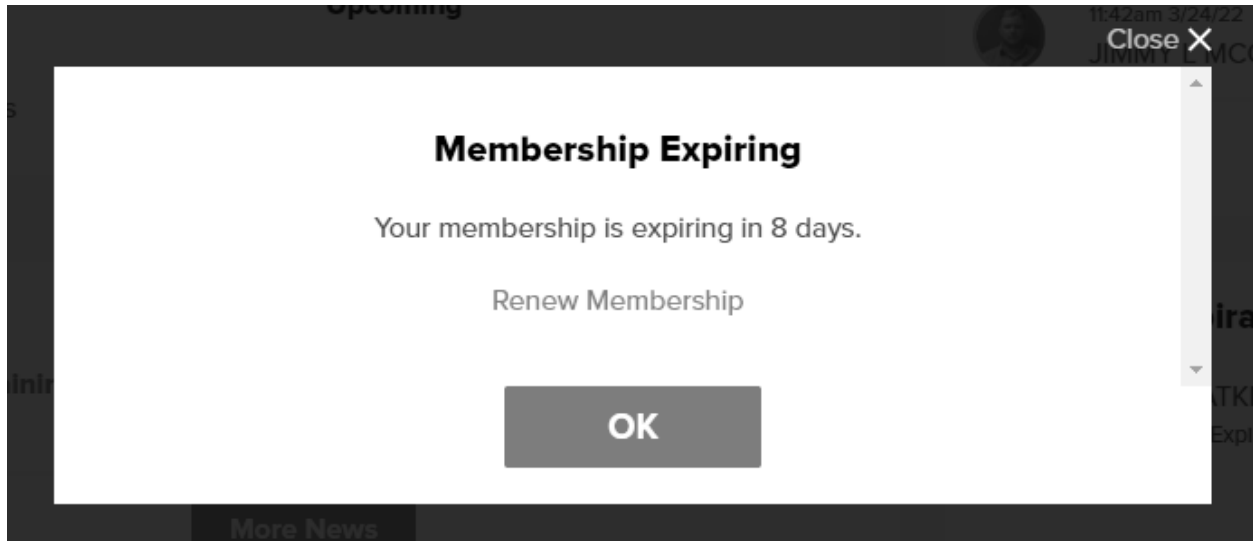 Upcoming
11:42am 3/24/22
Close ✕
JIMMY L
Membership Expiring
Your membership is expiring in 8 days.
Renew Membership
OK
More News